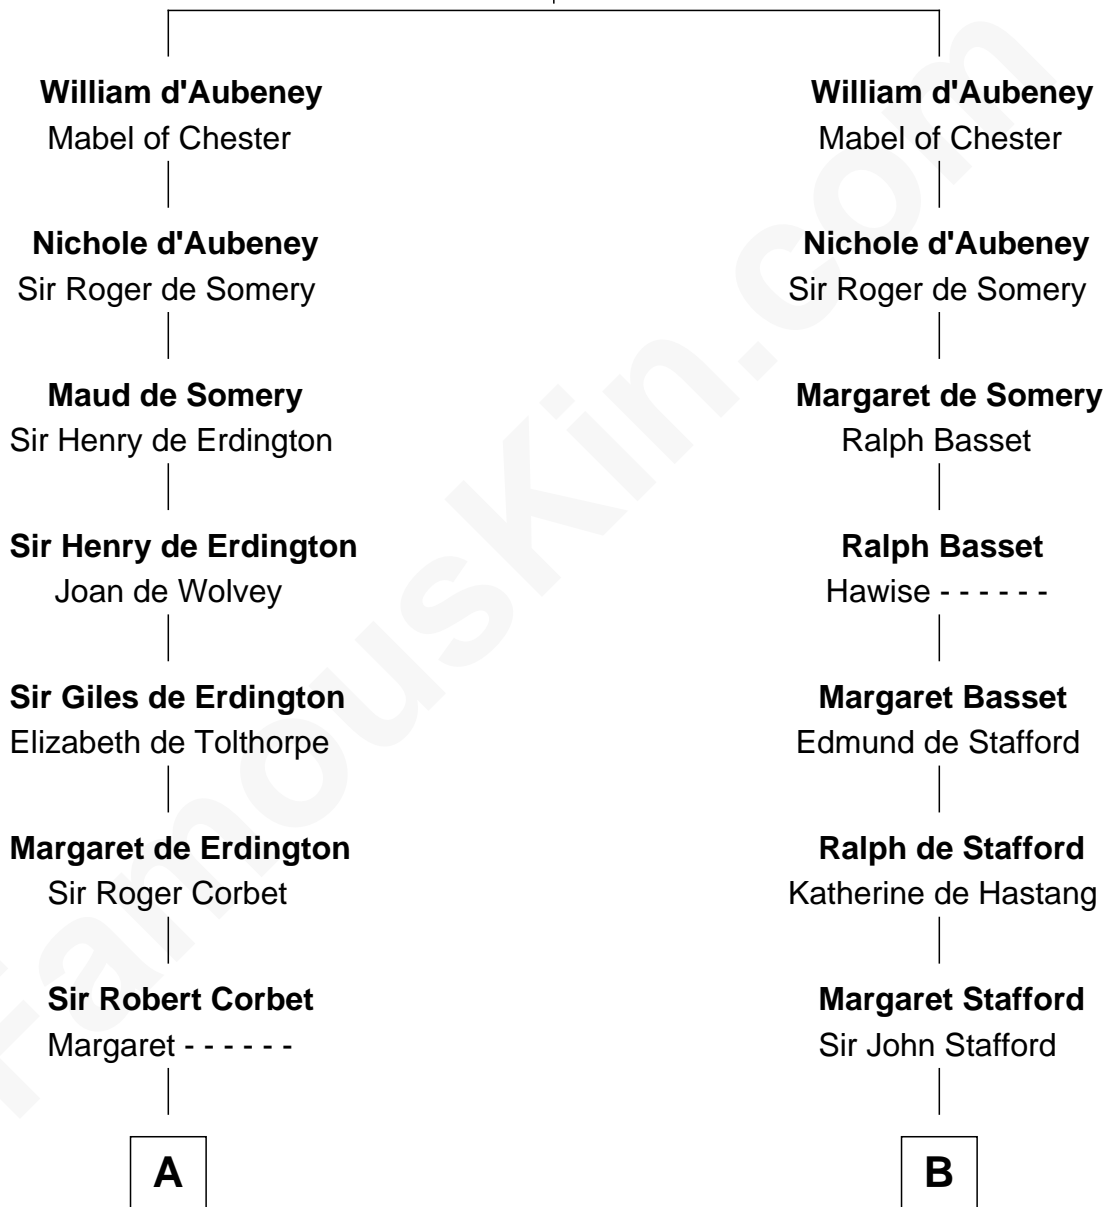 William d'Aubeney
Mabel of Chester
Nichole d'Aubeney
Sir Roger de Somery
Maud de Somery
Sir Henry de Erdington
Sir Henry de Erdington
Joan de Wolvey
Sir Giles de Erdington
Elizabeth de Tolthorpe
Margaret de Erdington
Sir Roger Corbet
Sir Robert Corbet
Margaret - - - - - -
A
William d'Aubeney
Mabel of Chester
Nichole d'Aubeney
Sir Roger de Somery
Margaret de Somery
Ralph Basset
Ralph Basset
Hawise - - - - - -
Margaret Basset
Edmund de Stafford
Ralph de Stafford
Katherine de Hastang
Margaret Stafford
Sir John Stafford
B
FamousKin.com